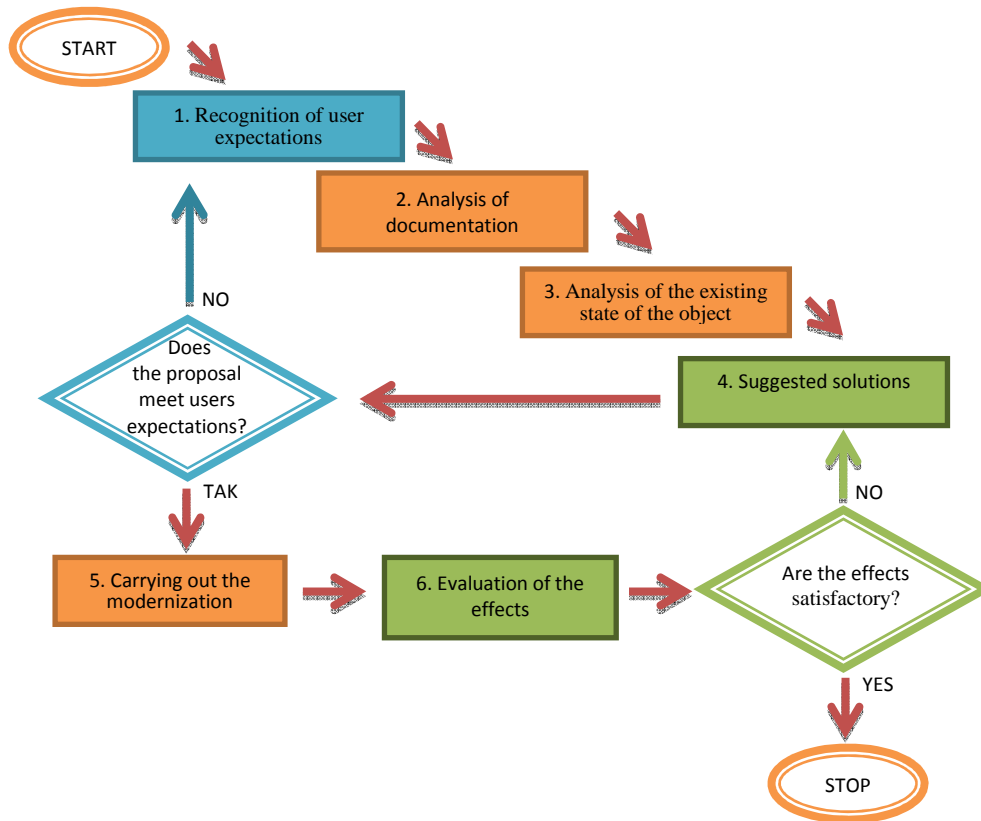 START
1. Recognition of user
expectations
2. Analysis of
documentation
3. Analysis of the existing
state of the object
4. Suggested solutions
NO
Does
the proposal
meet users
expectations?
TAK
5. Carrying out the
modernization
6. Evaluation of the
effects
NO
Are the effects
satisfactory?
YES
STOP